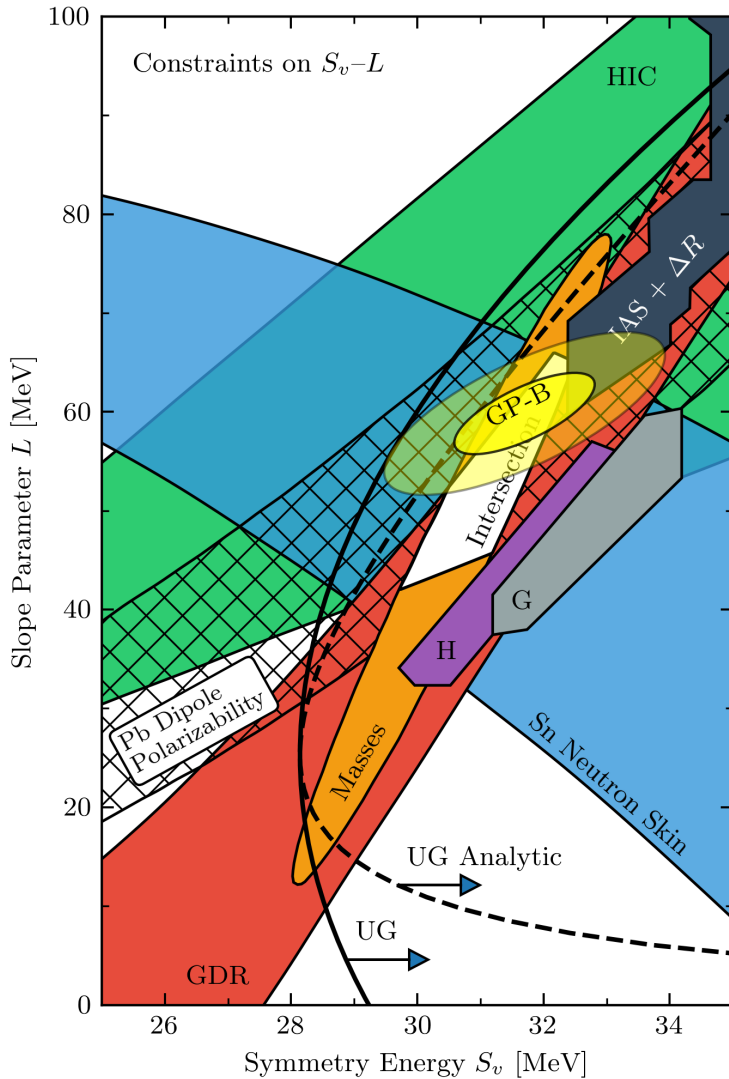 100
80
60
40
20
0
26
28
30
32
34
Slope Parameter L [MeV]
Symmetry Energy S_v [MeV]
Constraints on S_v–L
HIC
IAS + ΔR
GP-B
Intersection
G
H
Pb Dipole
Polarizability
Masses
Sn Neutron Skin
UG Analytic
UG
GDR